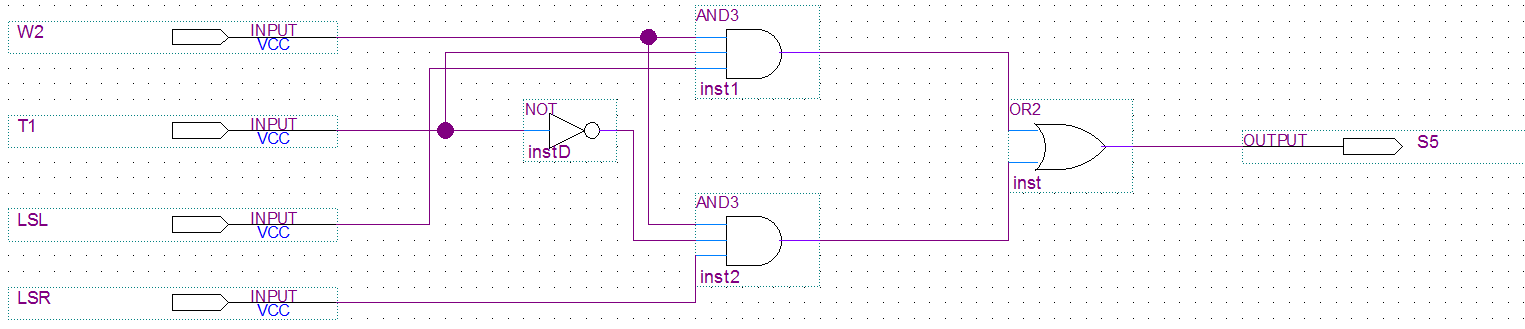 AND3
W2
INPUT
VCC
inst1
NOT
OR2
T1
INPUT
VCC
OUTPUT
S5
instD
inst
AND3
LSL
INPUT
VCC
inst2
LSR
INPUT
VCC